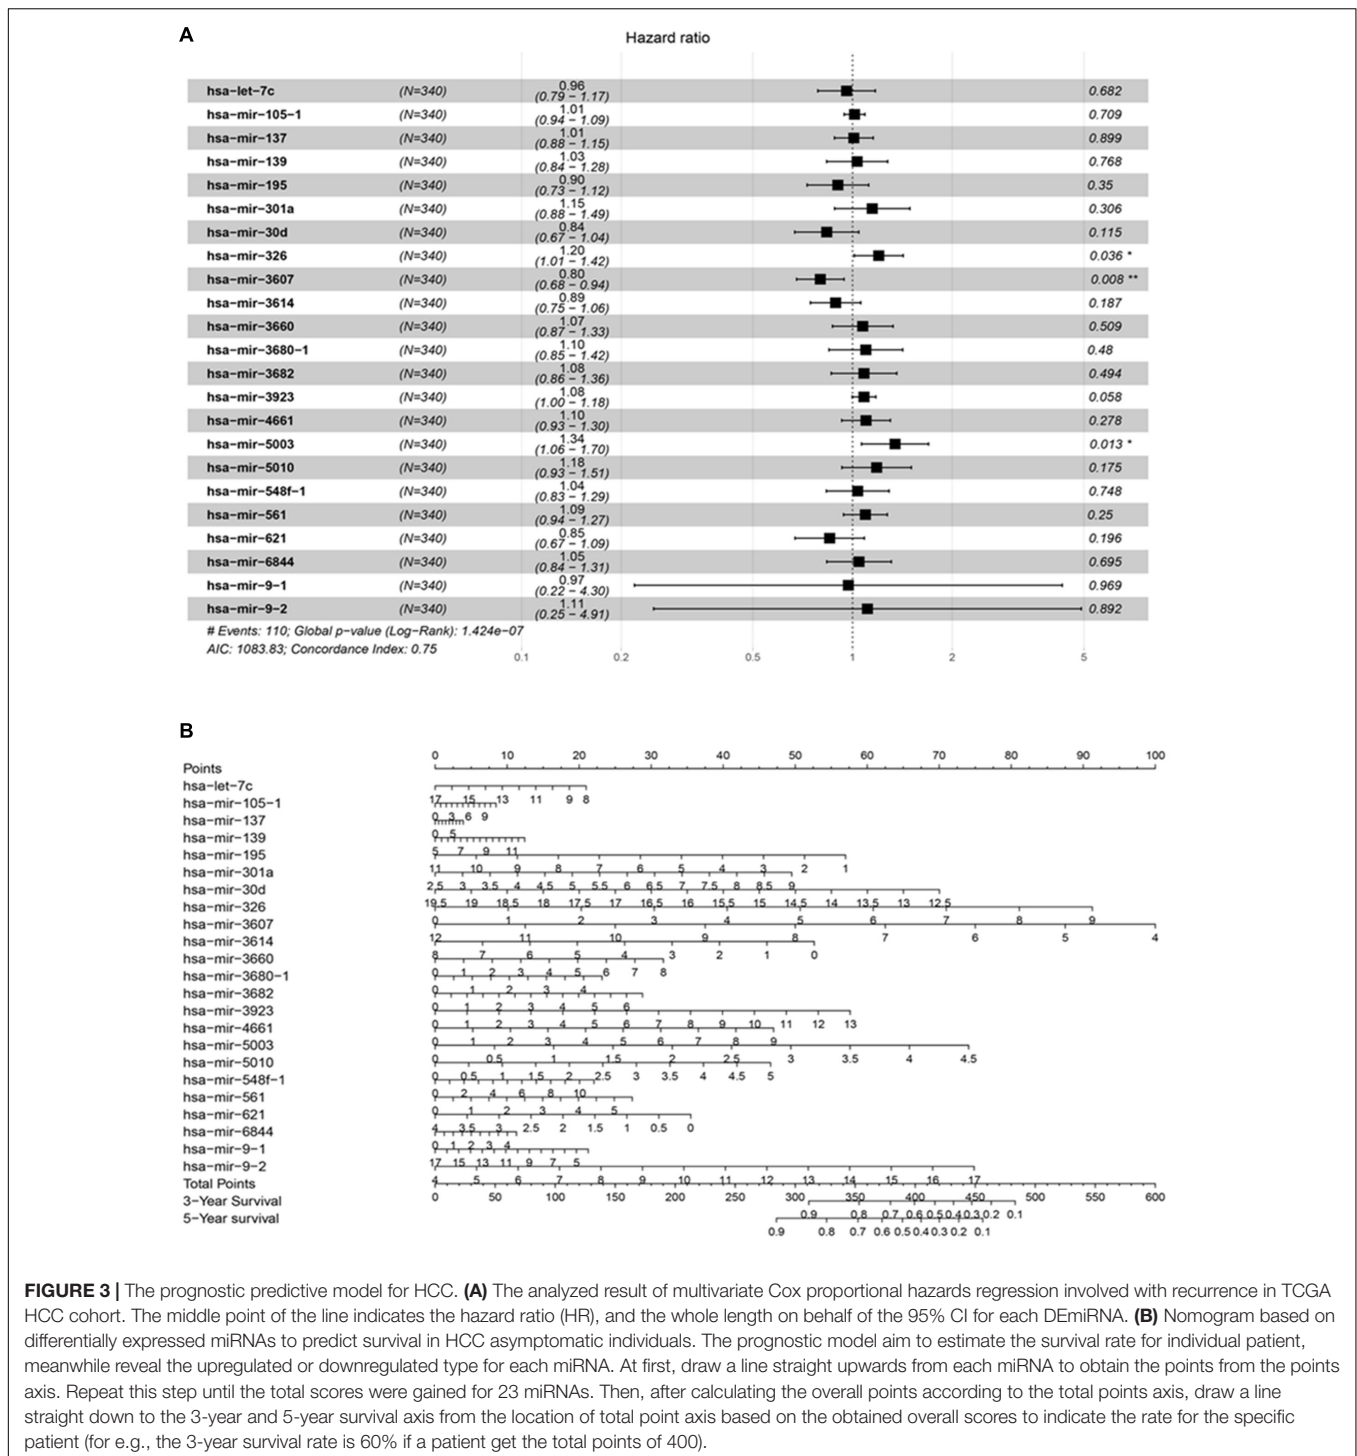 A
Hazard ratio
hsa-let-7c (N=340) 0.96 (0.79 - 1.17) 0.682
hsa-mir-105-1 (N=340) 1.01 (0.94 - 1.09) 0.709
hsa-mir-137 (N=340) 1.01 (0.88 - 1.15) 0.899
hsa-mir-139 (N=340) 1.03 (0.84 - 1.28) 0.768
hsa-mir-195 (N=340) 0.90 (0.73 - 1.12) 0.35
hsa-mir-301a (N=340) 1.15 (0.88 - 1.49) 0.306
hsa-mir-30d (N=340) 0.84 (0.67 - 1.04) 0.115
hsa-mir-326 (N=340) 1.20 (1.01 - 1.42) 0.036 *
hsa-mir-3607 (N=340) 0.80 (0.68 - 0.94) 0.008 **
hsa-mir-3614 (N=340) 0.89 (0.75 - 1.06) 0.187
hsa-mir-3660 (N=340) 1.07 (0.87 - 1.33) 0.509
hsa-mir-3680-1 (N=340) 1.10 (0.85 - 1.42) 0.48
hsa-mir-3682 (N=340) 1.08 (0.86 - 1.36) 0.494
hsa-mir-3923 (N=340) 1.08 (1.00 - 1.18) 0.058
hsa-mir-4661 (N=340) 1.10 (0.93 - 1.30) 0.278
hsa-mir-5003 (N=340) 1.34 (1.06 - 1.70) 0.013 *
hsa-mir-5010 (N=340) 1.18 (0.93 - 1.51) 0.175
hsa-mir-548f-1 (N=340) 1.04 (0.83 - 1.29) 0.748
hsa-mir-561 (N=340) 1.09 (0.94 - 1.27) 0.25
hsa-mir-621 (N=340) 0.85 (0.67 - 1.09) 0.196
hsa-mir-6844 (N=340) 1.05 (0.84 - 1.31) 0.695
hsa-mir-9-1 (N=340) 0.97 (0.22 - 4.30) 0.969
hsa-mir-9-2 (N=340) 1.11 (0.25 - 4.91) 0.892
# Events: 110; Global p-value (Log-Rank): 1.424e-07
AIC: 1083.83; Concordance Index: 0.75
0.1 0.2 0.5 1 2 5
B
0 10 20 30 40 50 60 70 80 90 100
Points
hsa-let-7c
17 15 13 11 9 8
hsa-mir-105-1
0 3 6 9
hsa-mir-137
0 5
hsa-mir-139
5 7 9 11
hsa-mir-195
11 10 9 8 7 6 5 4 3 2 1
hsa-mir-301a
2.5 3 3.5 4 4.5 5 5.5 6 6.5 7 7.5 8 8.5 9
hsa-mir-30d
19.5 19 18.5 18 17.5 17 16.5 16 15.5 15 14.5 14 13.5 13 12.5
hsa-mir-326
0 1 2 3 4 5 6 7 8 9
hsa-mir-3607
12 11 10 9 8 7 6 5 4
hsa-mir-3614
8 7 6 5 4 3 2 1 0
hsa-mir-3660
0 1 2 3 4 5 6 7 8
hsa-mir-3680-1
0 1 2 3 4
hsa-mir-3682
0 1 2 3 4 5 6
hsa-mir-3923
0 1 2 3 4 5 6 7 8 9 10 11 12 13
hsa-mir-4661
0 1 2 3 4 5 6 7 8 9
hsa-mir-5003
0 0.5 1 1.5 2 2.5 3 3.5 4 4.5
hsa-mir-5010
0 0.5 1 1.5 2 2.5 3 3.5 4 4.5 5
hsa-mir-548f-1
0 2 4 6 8 10
hsa-mir-561
0 1 2 3 4 5
hsa-mir-621
4 3.5 3 2.5 2 1.5 1 0.5 0
hsa-mir-6844
0 1 2 3 4
hsa-mir-9-1
17 15 13 11 9 7 5
hsa-mir-9-2
4 5 6 7 8 9 10 11 12 13 14 15 16 17
Total Points
0 50 100 150 200 250 300 350 400 450 500 550 600
3-Year Survival
0.9 0.8 0.7 0.6 0.5 0.4 0.3 0.2 0.1
5-Year survival
0.9 0.8 0.7 0.6 0.5 0.4 0.3 0.2 0.1
FIGURE 3 | The prognostic predictive model for HCC. (A) The analyzed result of multivariate Cox proportional hazards regression involved with recurrence in TCGA
HCC cohort. The middle point of the line indicates the hazard ratio (HR), and the whole length on behalf of the 95% CI for each DEmiRNA. (B) Nomogram based on
differentially expressed miRNAs to predict survival in HCC asymptomatic individuals. The prognostic model aim to estimate the survival rate for individual patient,
meanwhile reveal the upregulated or downregulated type for each miRNA. At first, draw a line straight upwards from each miRNA to obtain the points from the points
axis. Repeat this step until the total scores were gained for 23 miRNAs. Then, after calculating the overall points according to the total points axis, draw a line
straight down to the 3-year and 5-year survival axis from the location of total point axis based on the obtained overall scores to indicate the rate for the specific
patient (for e.g., the 3-year survival rate is 60% if a patient get the total points of 400).